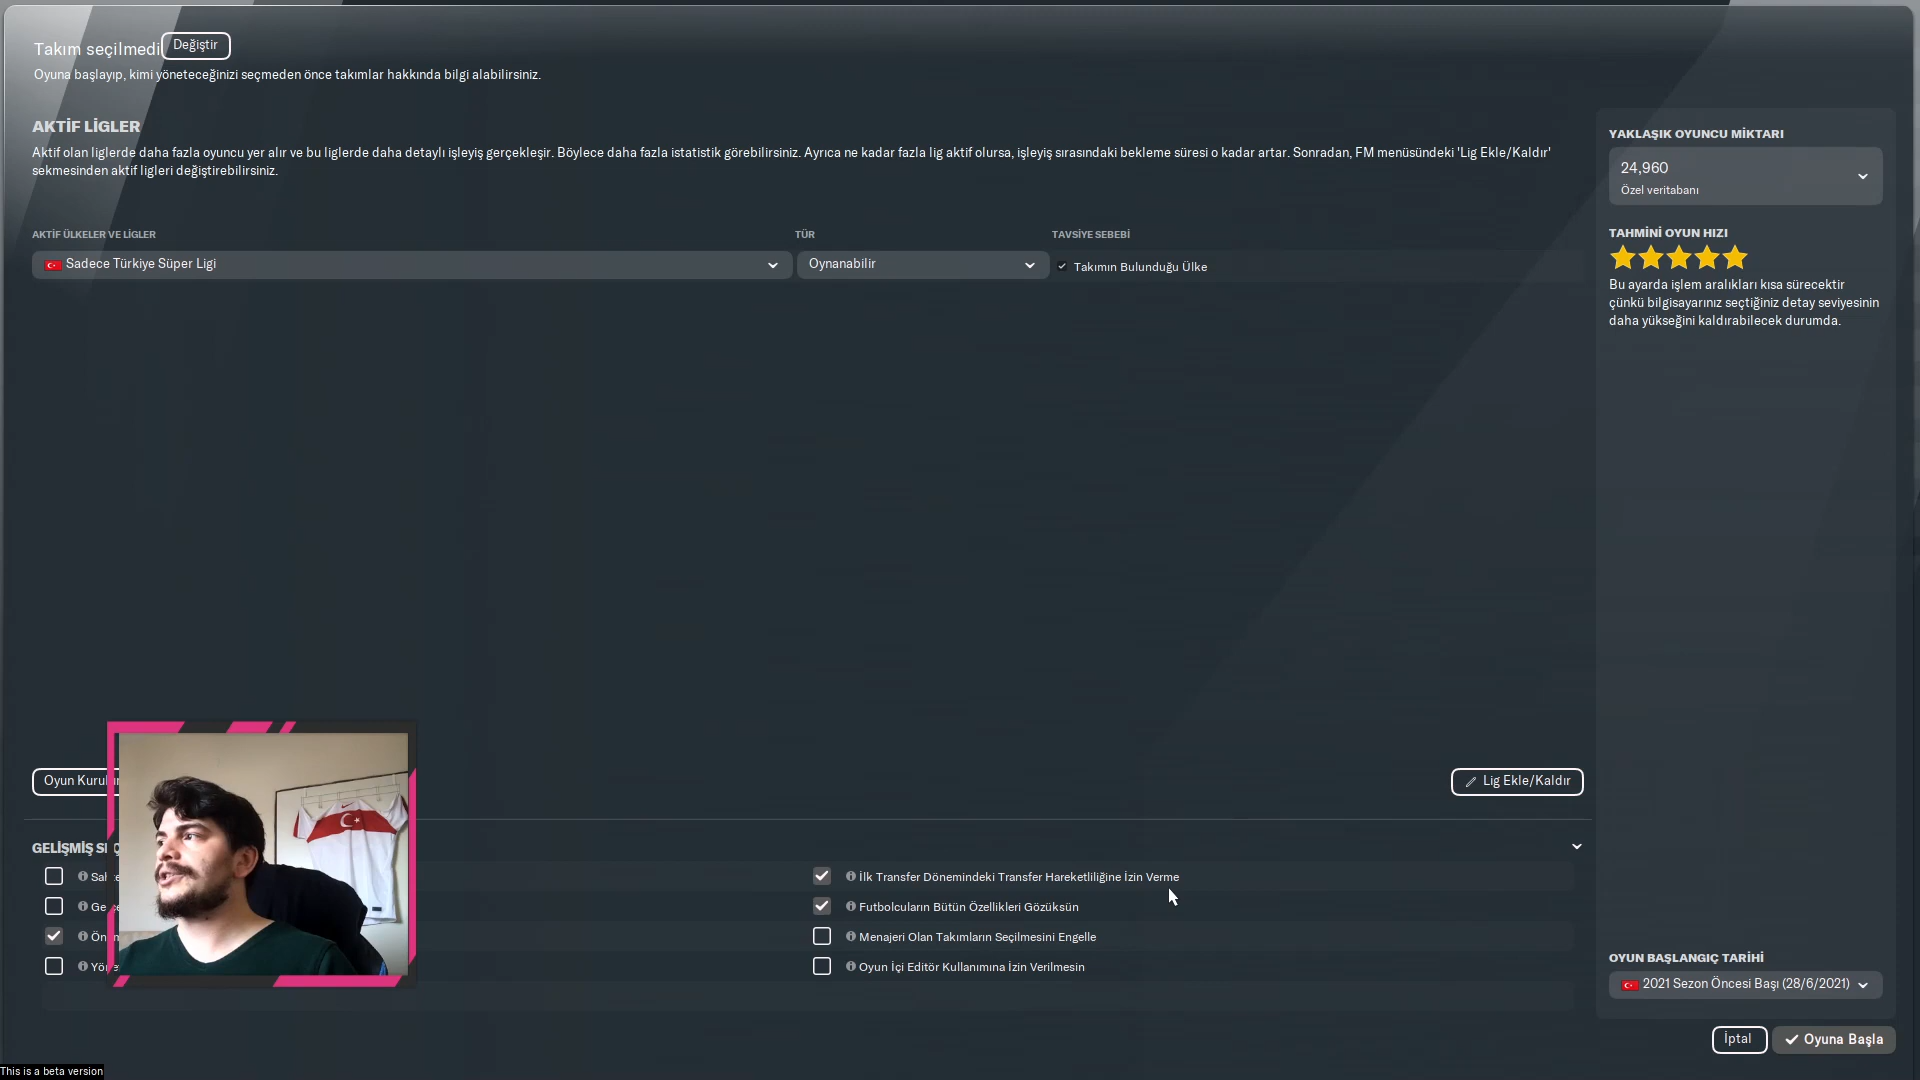 Takım seçilmedi
Değiştir
Oyuna başlayıp, kimi yöneteceğinizi seçmeden önce takımlar hakkında bilgi alabilirsiniz.
AKTİF LİGLER
Aktif olan liglerde daha fazla oyuncu yer alır ve bu liglerde daha detaylı işleyiş gerçekleşir. Böylece daha fazla istatistik görebilirsiniz. Ayrıca ne kadar fazla lig aktif olursa, işleyiş sırasındaki bekleme süresi o kadar artar. Sonradan, FM menüsündeki 'Lig Ekle/Kaldır'
sekmesinden aktif ligleri değiştirebilirsiniz.
AKTİF ÜLKELER VE LİGLER
TÜR
TAVSİYE SEBEBİ
Sadece Türkiye Süper Ligi
Oynanabilir
Takımın Bulunduğu Ülke
YAKLAŞIK OYUNCU MİKTARI
24,960
Özel veritabanı
TAHMİNİ OYUN HIZI
Bu ayarda işlem aralıkları kısa sürecektir
çünkü bilgisayarınız seçtiğiniz detay seviyesinin
daha yükseğini kaldırabilecek durumda.
Oyun
Lig Ekle/Kaldır
GELİŞMİŞ
İlk Transfer Dönemindeki Transfer Hareketliliğine İzin Verme
Futbolcuların Bütün Özellikleri Gözüksün
Menajeri Olan Takımların Seçilmesini Engelle
Oyun İçi Editör Kullanımına İzin Verilmesin
OYUN BAŞLANGIÇ TARİHİ
2021 Sezon Öncesi Başı (28/6/2021)
İptal
Oyuna Başla
This is a beta version